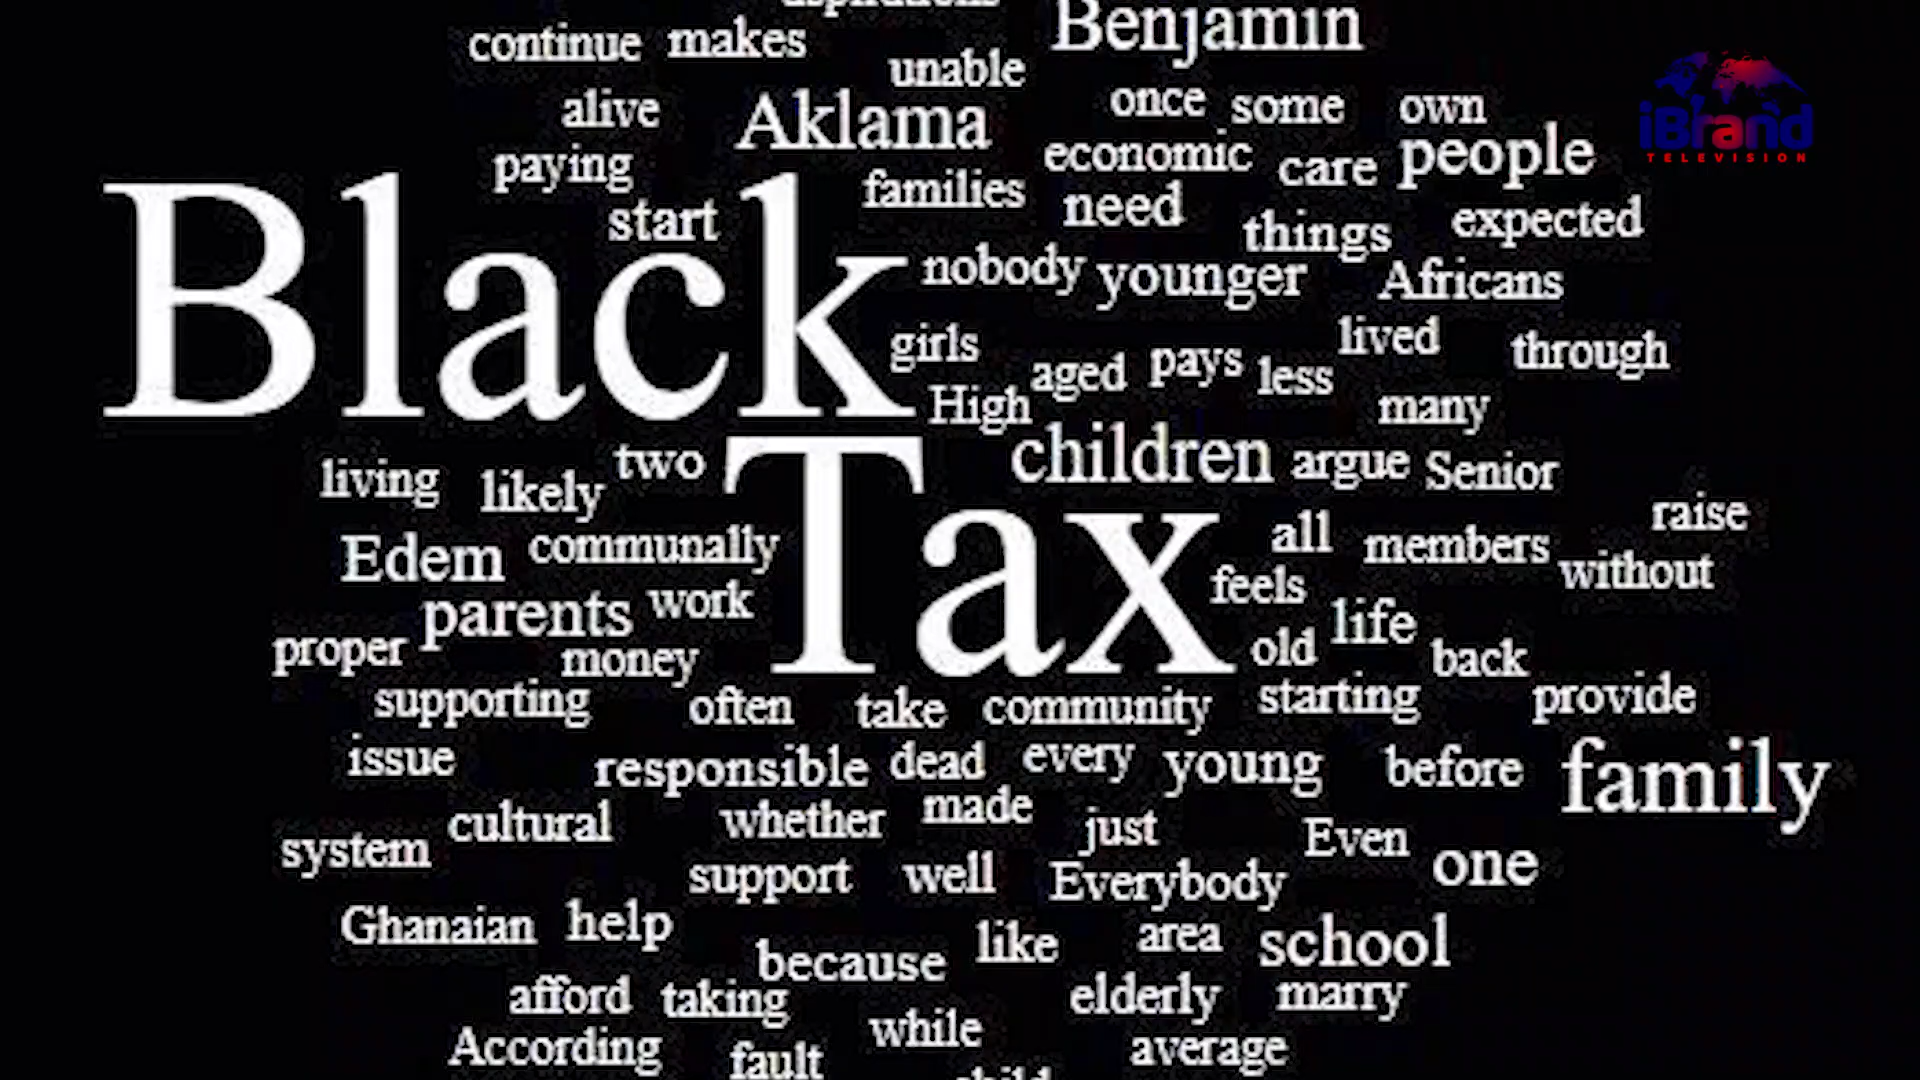 aspirations
continue makes
Benjamin
unable
alive
Aklama
once some own
iBrand
TELEVISION
paying
economic care people
families
need
start
things expected
Black
nobody younger Africans
girls
lived
through
aged pays less
High
many
children argue Senior
living likely two
Tax
raise
Edem communally
all members without
feels
parents work
life
proper money
old back
supporting
often take community starting provide
issue
responsible dead every young before family
cultural whether made just
system
Even one
support well Everybody
Ghanaian help
because like area school
afford taking
elderly marry
while
According fault
average
child